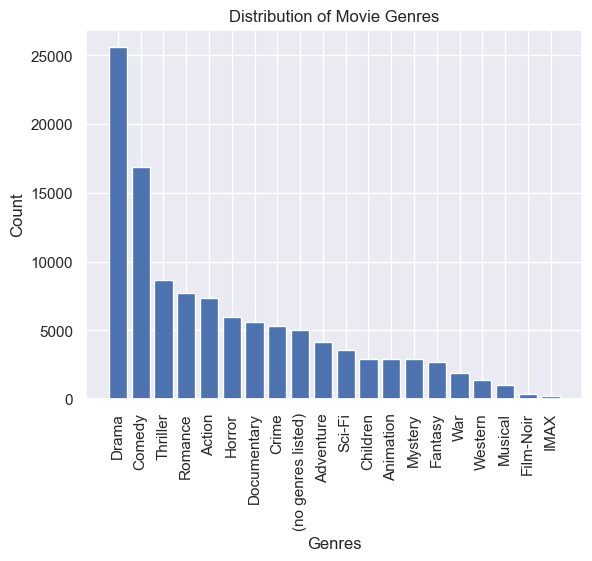 Distribution of Movie Genres
25000
20000
15000
10000
5000
0
Count
Drama
Comedy
Thriller
Romance
Action
Horror
Documentary
Crime
(no genres listed)
Adventure
Sci-Fi
Children
Animation
Mystery
Fantasy
War
Western
Musical
Film-Noir
IMAX
Genres